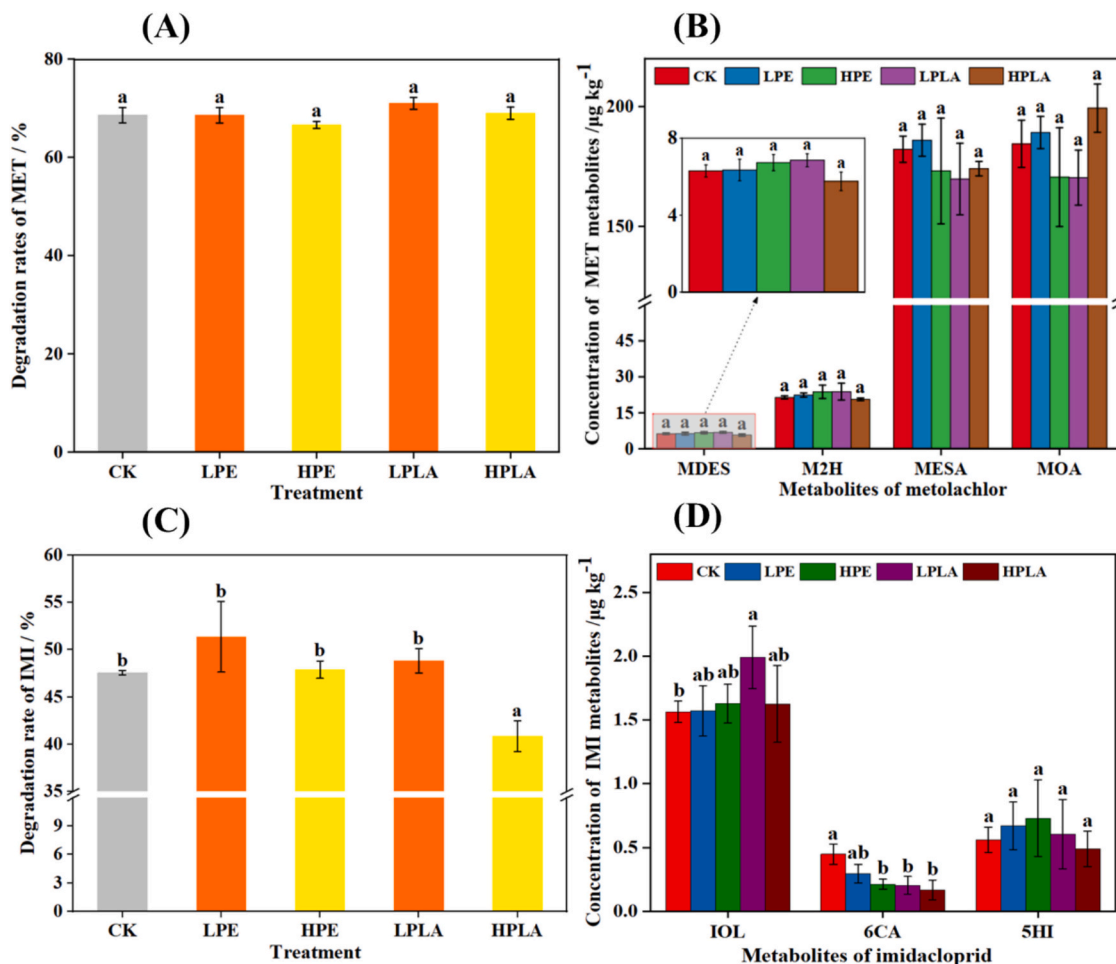 (A)
Degradation rates of MET / %
80
60
40
20
0
a a a a a
CK LPE HPE LPLA HPLA
Treatment
(B)
Concentration of MET metabolites /µg kg-1
CK LPE HPE LPLA HPLA
200
150
45
30
15
0
8
4
0
a a a a a
a a a a a
a a a a a
a a a a a
a a a a a
MDES M2H MESA MOA
Metabolites of metolachlor
(C)
Degradation rate of IMI / %
60
55
50
45
40
35
9
6
3
0
b b b b a
CK LPE HPE LPLA HPLA
Treatment
(D)
Concentration of IMI metabolites /µg kg-1
CK LPE HPE LPLA HPLA
2.5
2.0
1.5
1.0
0.5
0.0
b ab ab a ab
a ab b b b
a a a a a
IOL 6CA 5HI
Metabolites of imidacloprid